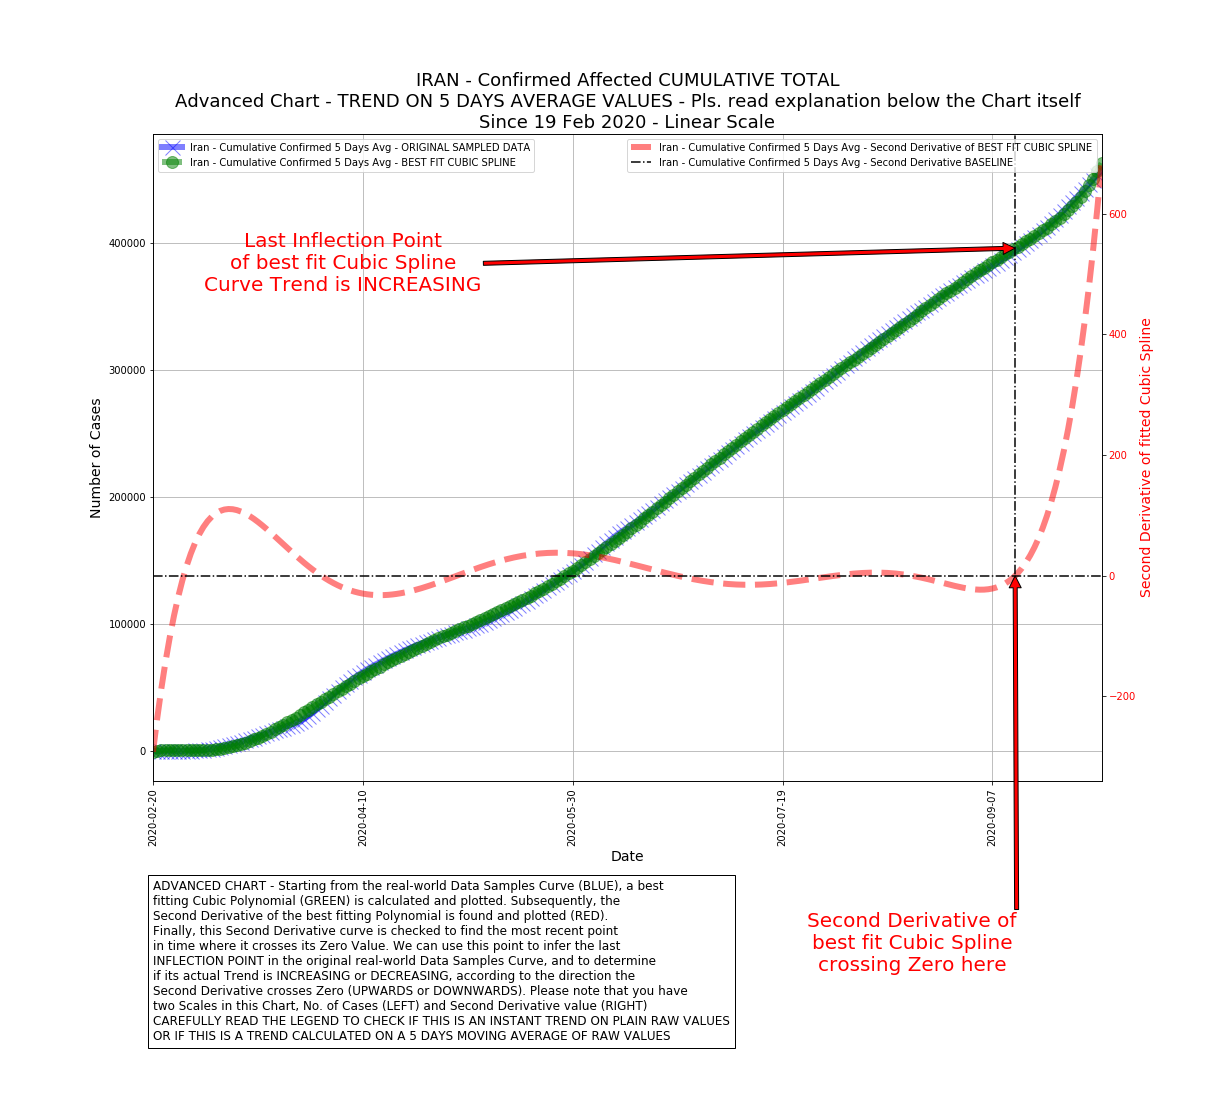 IRAN - Confirmed Affected CUMULATIVE TOTAL
Advanced Chart - TREND ON 5 DAYS AVERAGE VALUES - Pls. read explanation below the Chart itself
Since 19 Feb 2020 - Linear Scale
Iran - Cumulative Confirmed 5 Days Avg - ORIGINAL SAMPLED DATA
Iran - Cumulative Confirmed 5 Days Avg - BEST FIT CUBIC SPLINE
Iran - Cumulative Confirmed 5 Days Avg - Second Derivative of BEST FIT CUBIC SPLINE
Iran - Cumulative Confirmed 5 Days Avg - Second Derivative BASELINE
Last Inflection Point
of best fit Cubic Spline
Curve Trend is INCREASING
Number of Cases
400000
300000
200000
100000
0
600
400
200
0
−200
Second Derivative of fitted Cubic Spline
2020-02-20
2020-04-10
2020-05-30
2020-07-19
2020-09-07
Date
Second Derivative of
best fit Cubic Spline
crossing Zero here
ADVANCED CHART - Starting from the real-world Data Samples Curve (BLUE), a best
fitting Cubic Polynomial (GREEN) is calculated and plotted. Subsequently, the
Second Derivative of the best fitting Polynomial is found and plotted (RED).
Finally, this Second Derivative curve is checked to find the most recent point
in time where it crosses its Zero Value. We can use this point to infer the last
INFLECTION POINT in the original real-world Data Samples Curve, and to determine
if its actual Trend is INCREASING or DECREASING, according to the direction the
Second Derivative crosses Zero (UPWARDS or DOWNWARDS). Please note that you have
two Scales in this Chart, No. of Cases (LEFT) and Second Derivative value (RIGHT)
CAREFULLY READ THE LEGEND TO CHECK IF THIS IS AN INSTANT TREND ON PLAIN RAW VALUES
OR IF THIS IS A TREND CALCULATED ON A 5 DAYS MOVING AVERAGE OF RAW VALUES